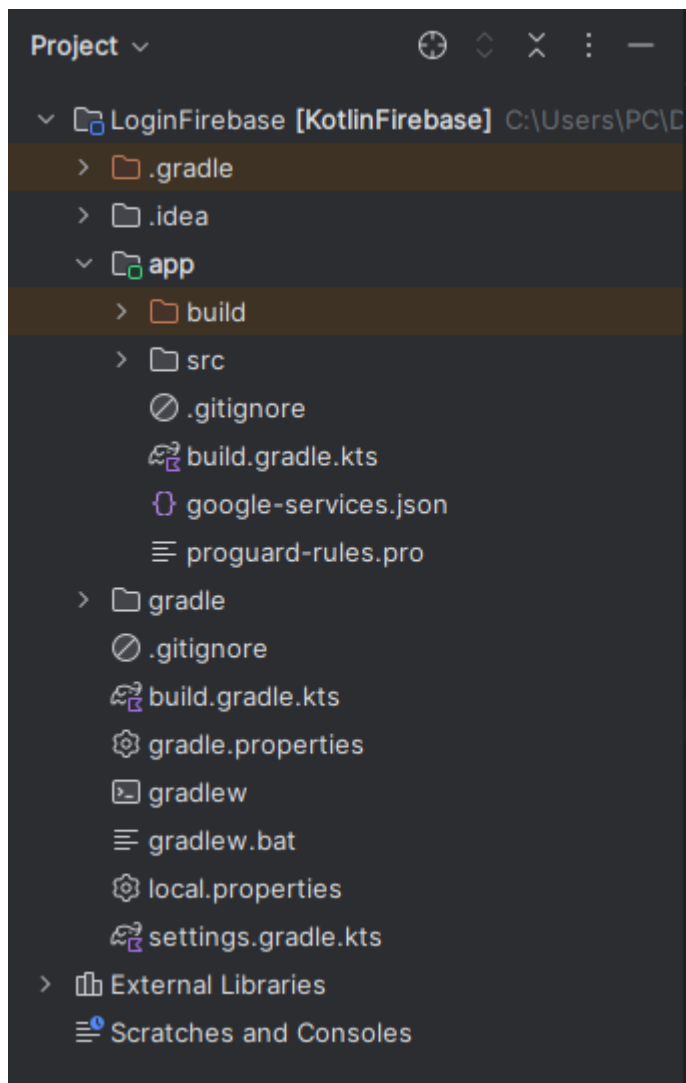 Project
LoginFirebase [KotlinFirebase] C:\Users\PC\D
.gradle
.idea
app
build
src
.gitignore
build.gradle.kts
google-services.json
proguard-rules.pro
gradle
.gitignore
build.gradle.kts
gradle.properties
gradlew
gradlew.bat
local.properties
settings.gradle.kts
External Libraries
Scratches and Consoles